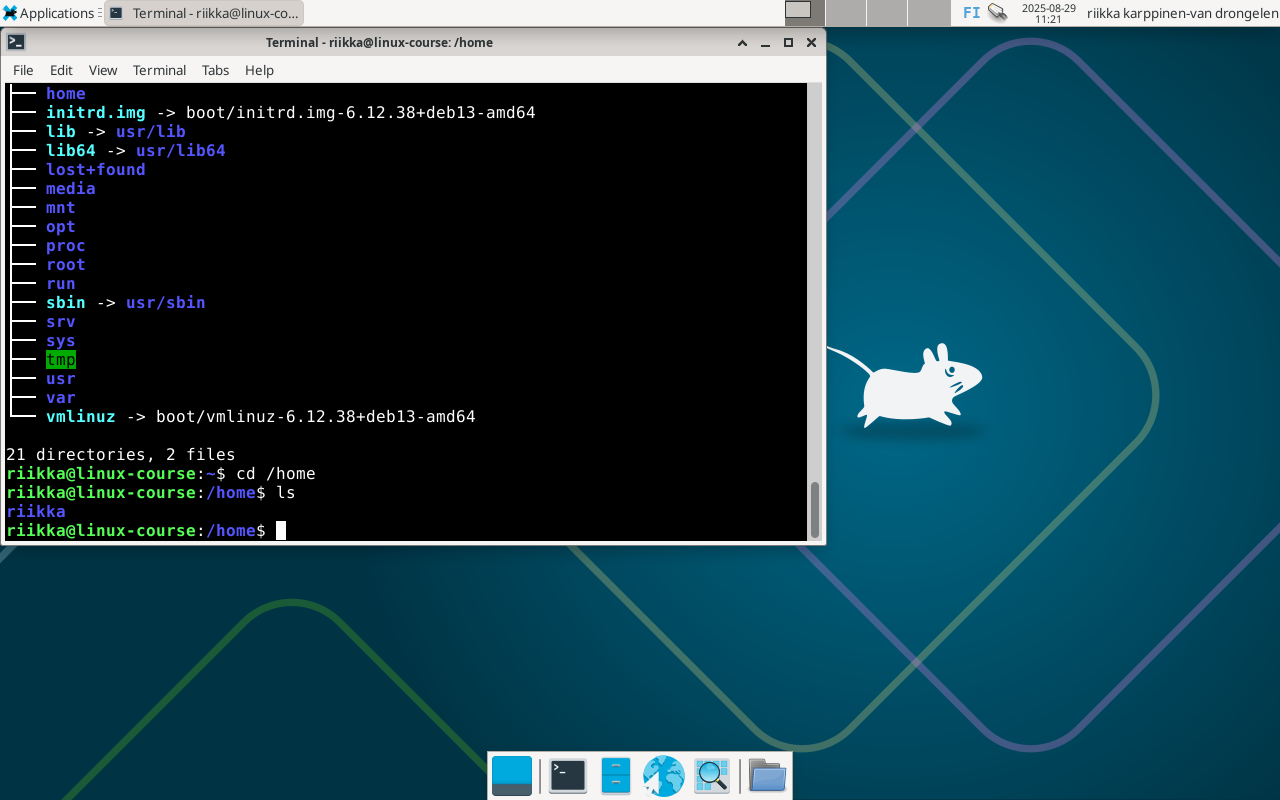 Applications
Terminal - riikka@linux-co...
FI
2025-08-29
11:21
riikka karppinen-van drongelen
Terminal - riikka@linux-course: /home
File Edit View Terminal Tabs Help
├── home
├── initrd.img -> boot/initrd.img-6.12.38+deb13-amd64
├── lib -> usr/lib
├── lib64 -> usr/lib64
├── lost+found
├── media
├── mnt
├── opt
├── proc
├── root
├── run
├── sbin -> usr/sbin
├── srv
├── sys
├── tmp
├── usr
├── var
└── vmlinuz -> boot/vmlinuz-6.12.38+deb13-amd64
21 directories, 2 files
riikka@linux-course:~$ cd /home
riikka@linux-course:/home$ ls
riikka
riikka@linux-course:/home$